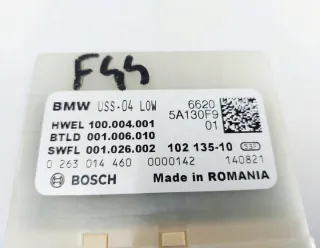 F44
BMW USS-04 LOW 6620
5A130F9
HWEL 100.004.001 01
BTLD 001.006.010
SWFL 001.026.002 102 135-10
0 263 014 460 0000142 140821
BOSCH Made in ROMANIA